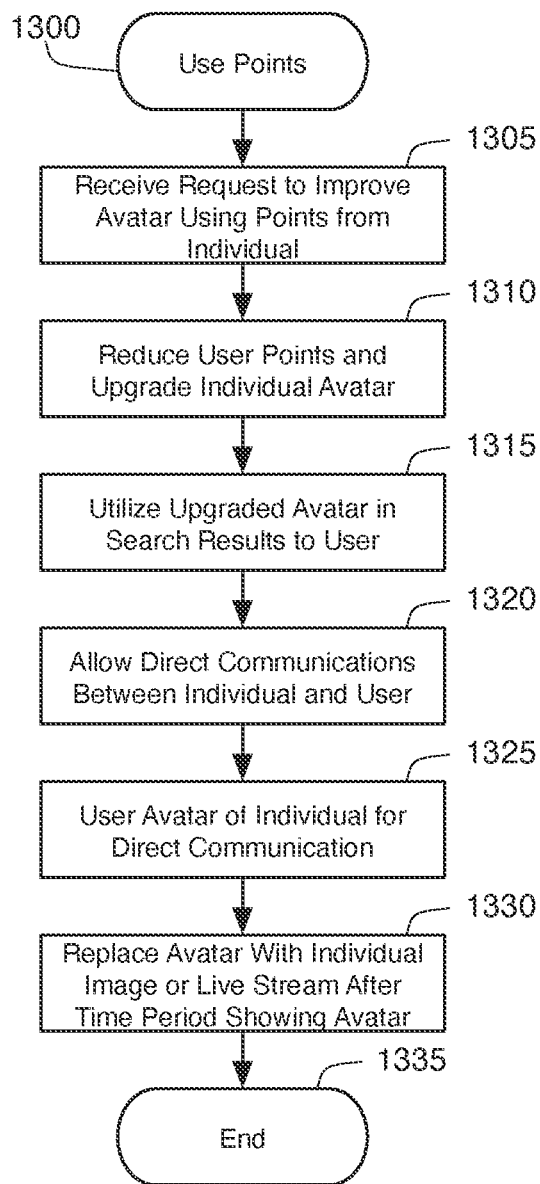 1300
Use Points
1305
Receive Request to Improve
Avatar Using Points from
Individual
1310
Reduce User Points and
Upgrade Individual Avatar
1315
Utilize Upgraded Avatar in
Search Results to User
1320
Allow Direct Communications
Between Individual and User
1325
User Avatar of Individual for
Direct Communication
1330
Replace Avatar With Individual
Image or Live Stream After
Time Period Showing Avatar
1335
End